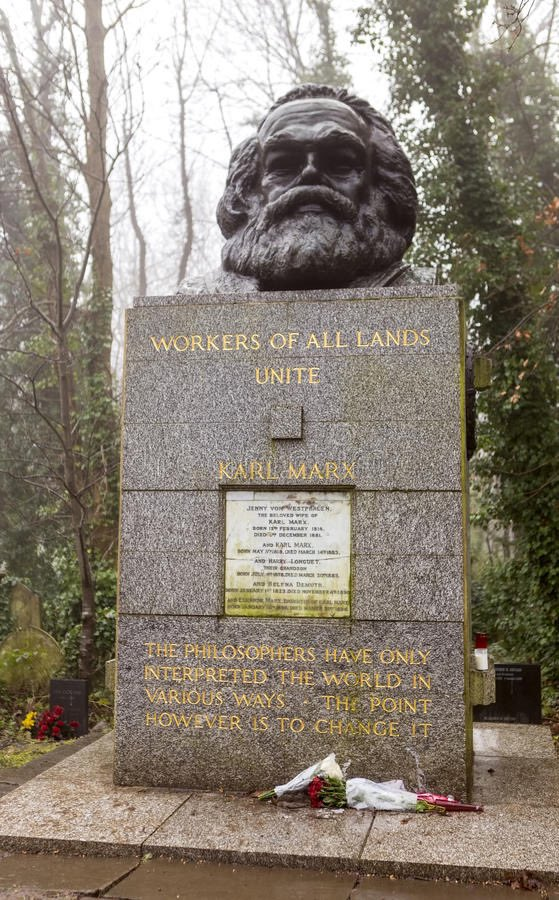 WORKERS OF ALL LANDS
UNITE
KARL MARX
JENNY VON WESTPHALEN,
THE BELOVED WIFE OF
KARL MARX.
BORN 12TH FEBRUARY 1814,
DIED 2ND DECEMBER 1881.
AND KARL MARX,
BORN MAY 5TH 1818, DIED MARCH 14TH 1883.
AND HARRY LONGUET,
THEIR GRANDSON,
BORN JULY 4TH 1878, DIED MARCH 20TH 1883.
AND HELENA DEMUTH,
BORN JANUARY 1ST 1823, DIED NOVEMBER 4TH 1890.
AND ELEANOR MARX, DAUGHTER OF KARL MARX
BORN JANUARY 1856, DIED MARCH 31ST 1898
THE PHILOSOPHERS HAVE ONLY
INTERPRETED THE WORLD IN
VARIOUS WAYS · THE POINT
HOWEVER IS TO CHANGE IT